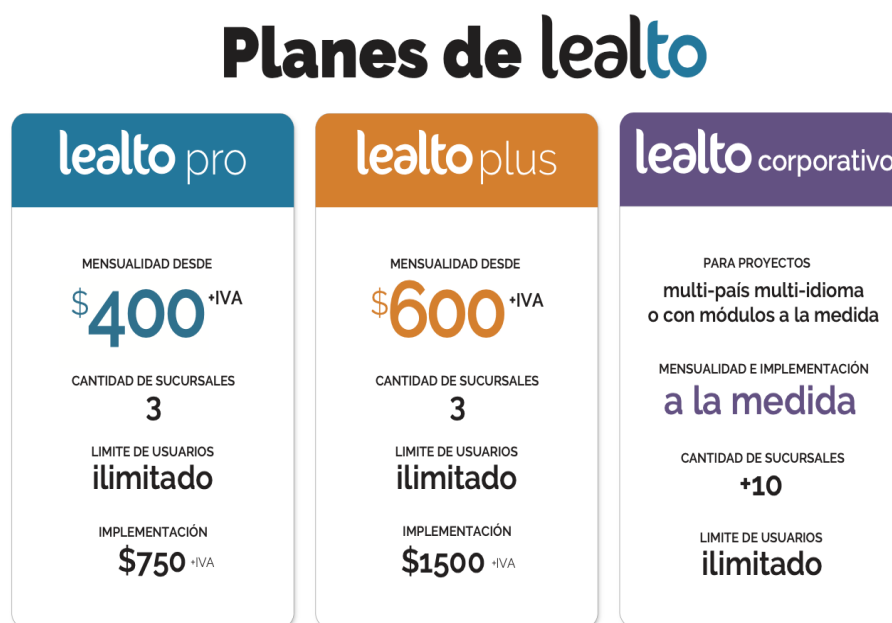 Planes de lealto
lealto pro
MENSUALIDAD DESDE
$400 +IVA
CANTIDAD DE SUCURSALES
3
LIMITE DE USUARIOS
ilimitado
IMPLEMENTACIÓN
$750 +IVA
lealto plus
MENSUALIDAD DESDE
$600 +IVA
CANTIDAD DE SUCURSALES
3
LIMITE DE USUARIOS
ilimitado
IMPLEMENTACIÓN
$1500 +IVA
lealto corporativo
PARA PROYECTOS
multi-país multi-idioma
o con módulos a la medida
MENSUALIDAD E IMPLEMENTACIÓN
a la medida
CANTIDAD DE SUCURSALES
+10
LIMITE DE USUARIOS
ilimitado